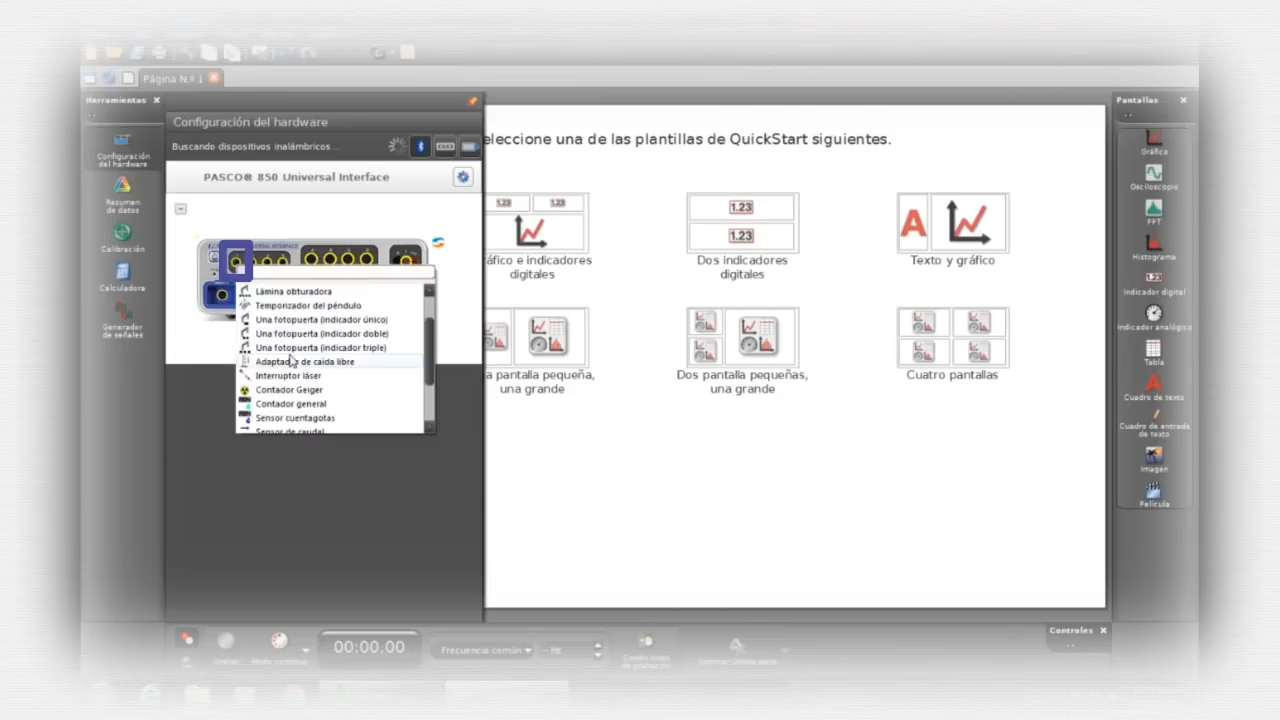 Página N.º 1
Herramientas
Pantallas
Configuración del hardware
Buscando dispositivos inalámbricos...
PASCO® 850 Universal Interface
Configuración
del hardware
Resumen
de datos
Calibración
Calculadora
Generador
de señales
Lámina obturadora
Temporizador del péndulo
Una fotopuerta (indicador único)
Una fotopuerta (indicador doble)
Una fotopuerta (indicador triple)
Adaptador de caída libre
Interruptor láser
Contador Geiger
Contador general
Sensor cuentagotas
Sensor de caudal
eleccione una de las plantillas de QuickStart siguientes.
1.23 1.23
áfico e indicadores
digitales
1.23
1.23
Dos indicadores
digitales
A
Texto y gráfico
a pantalla pequeña,
una grande
Dos pantalla pequeñas,
una grande
Cuatro pantallas
Gráfico
Osciloscopio
FFT
Histograma
1.23
Indicador digital
Indicador analógico
Tabla
A
Cuadro de texto
Cuadro de entrada
de texto
Imagen
Película
Controles
00:00,00
Frecuencia común
-- Hz